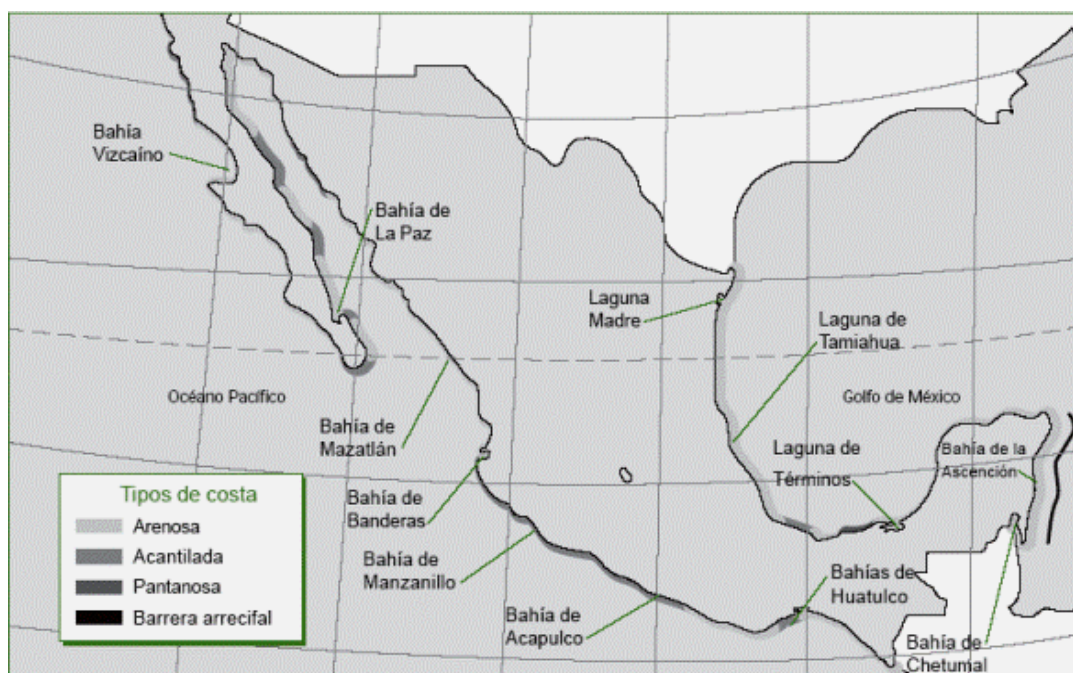 Bahía
Vizcaíno
Bahía de
La Paz
Laguna
Madre
Laguna de
Tamiahua
Océano Pacífico
Golfo de México
Bahía de
Mazatlán
Laguna de
Términos
Bahía de la
Ascención
Bahía de
Banderas
Bahía de
Manzanillo
Bahía de
Acapulco
Bahías de
Huatulco
Bahía de
Chetumal
Tipos de costa
Arenosa
Acantilada
Pantanosa
Barrera arrecifal